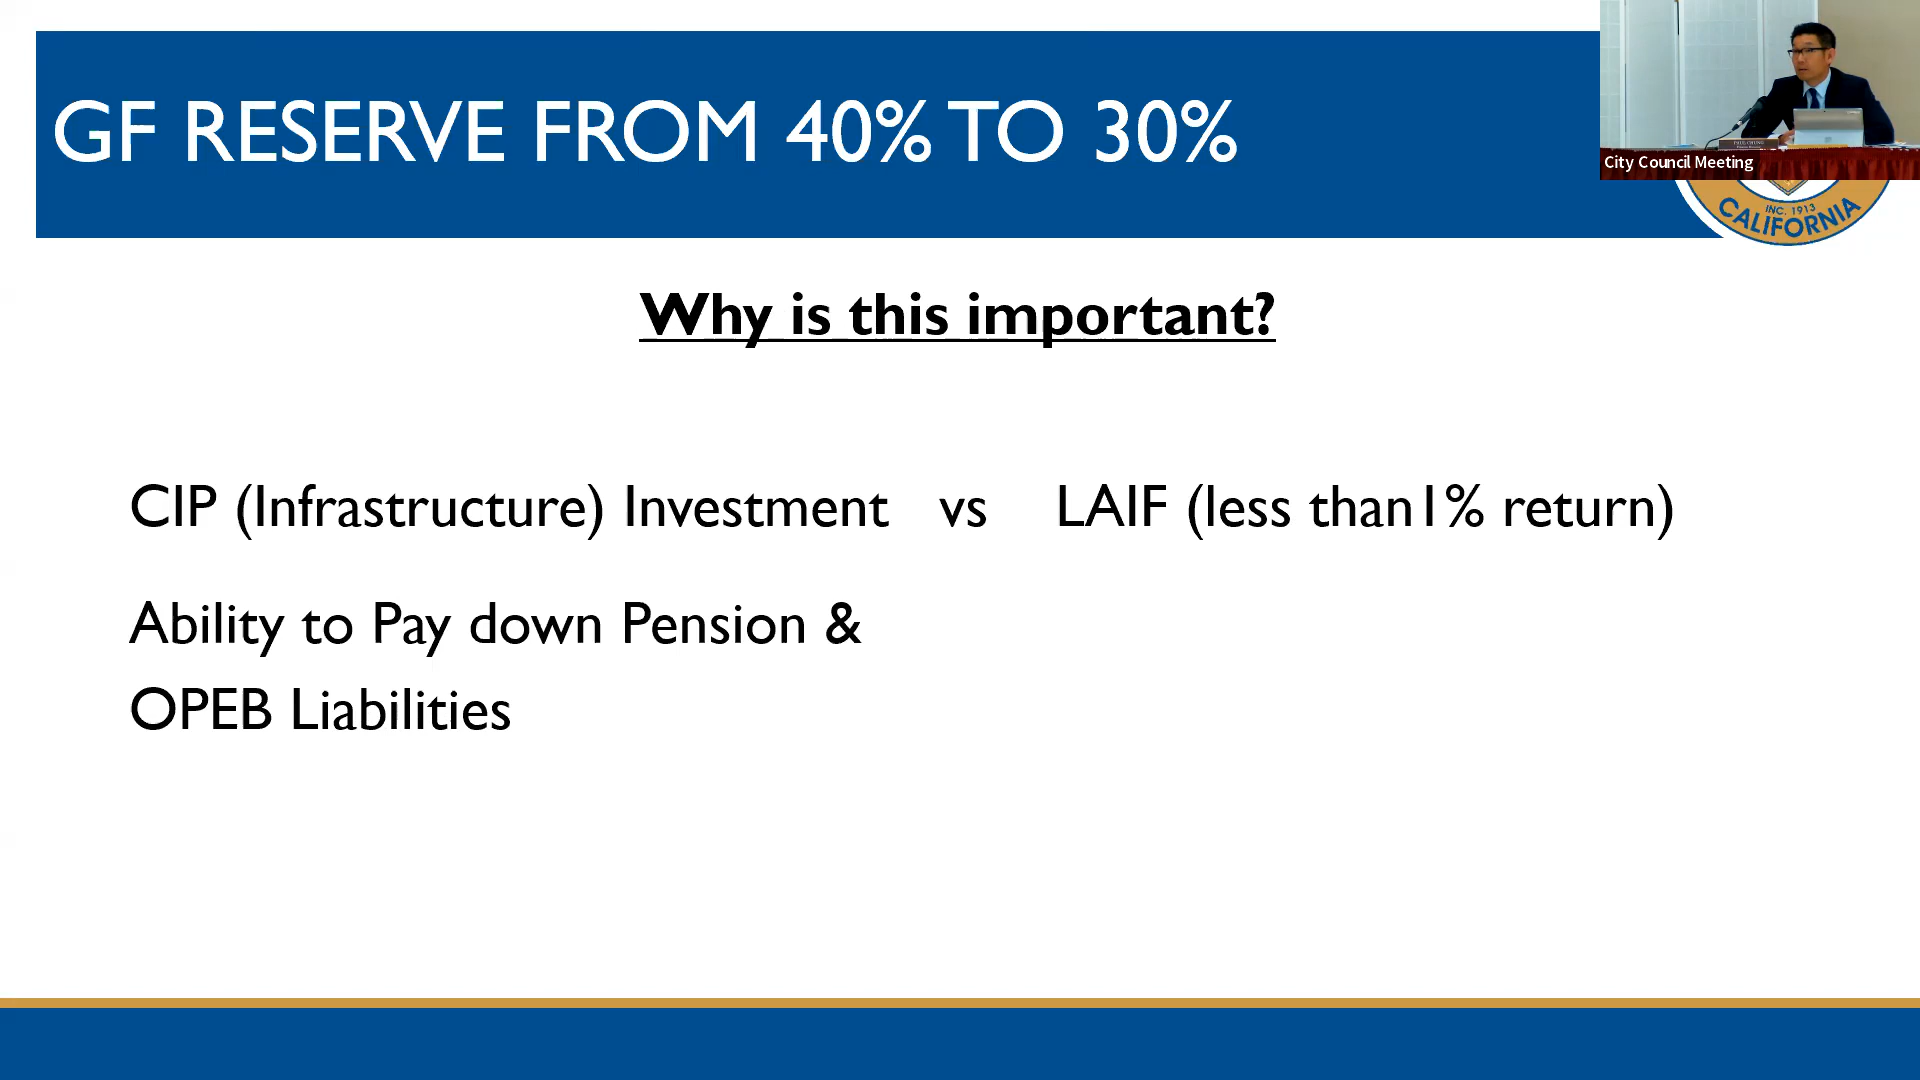 GF RESERVE FROM 40% TO 30%
City Council Meeting
INC. 1913
CALIFORNIA
Why is this important?
CIP (Infrastructure) Investment vs LAIF (less than1% return)
Ability to Pay down Pension &
OPEB Liabilities